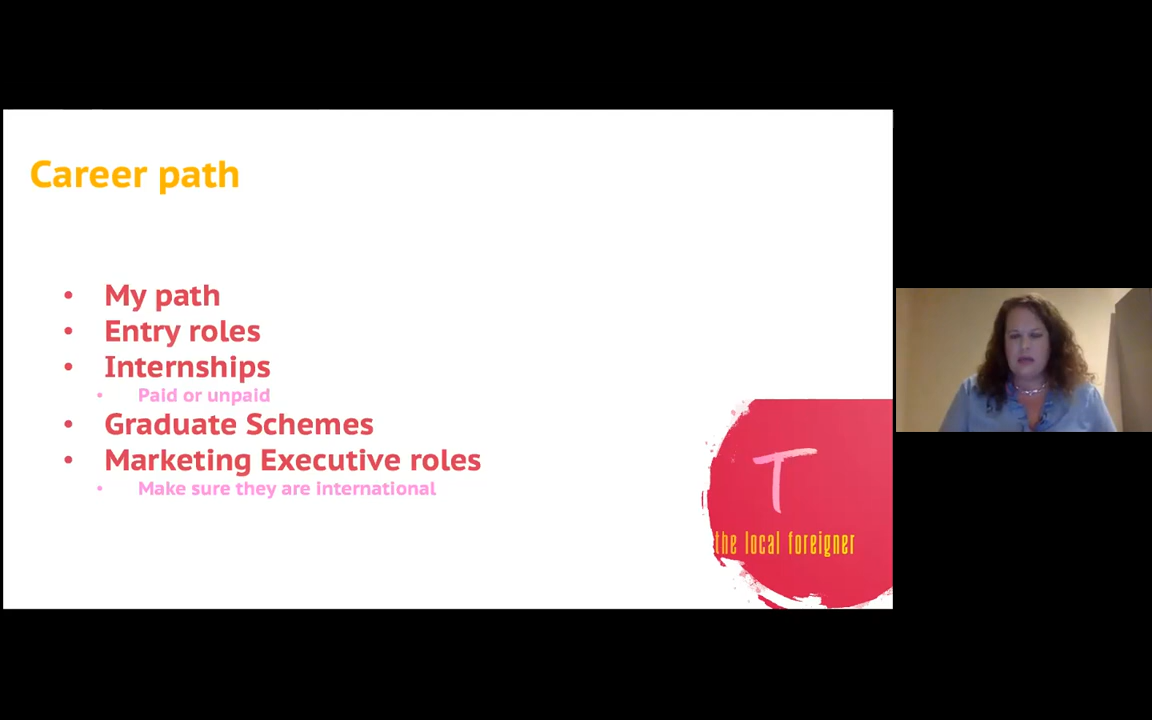 Career path
• My path
• Entry roles
• Internships
• Paid or unpaid
• Graduate Schemes
• Marketing Executive roles
• Make sure they are international
T
the local foreigner